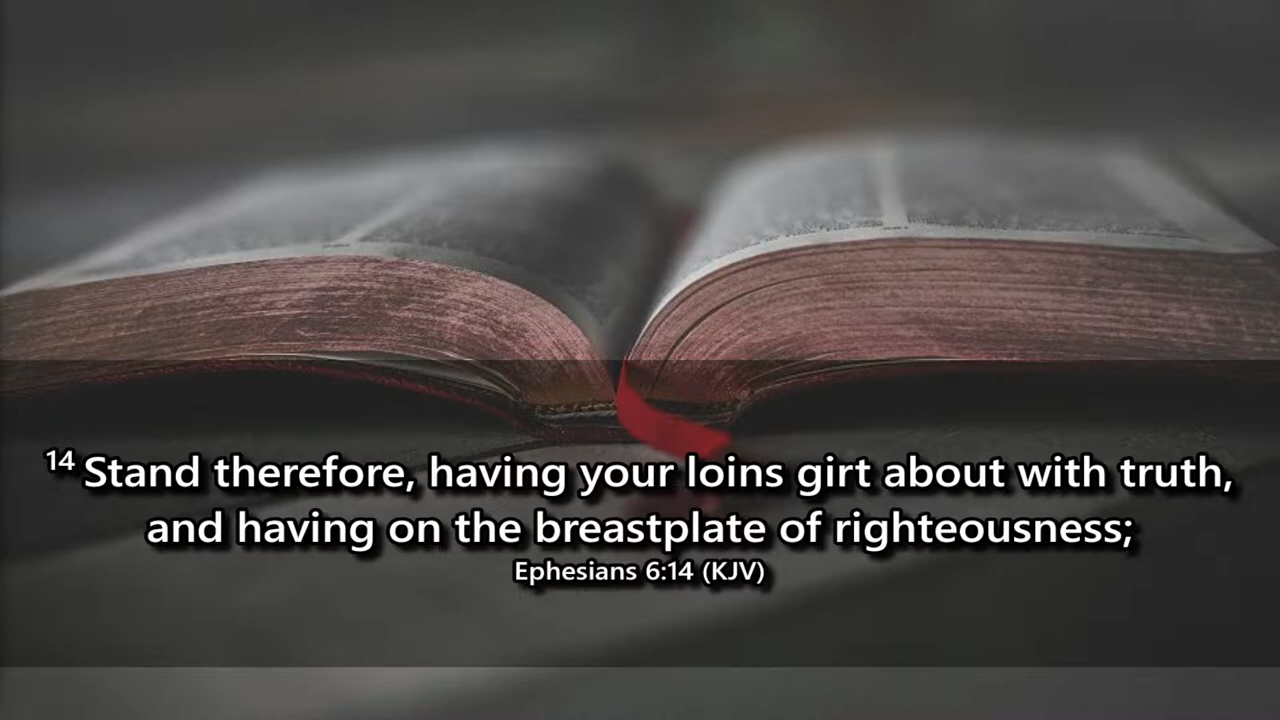 14 Stand therefore, having your loins girt about with truth,
and having on the breastplate of righteousness;
Ephesians 6:14 (KJV)